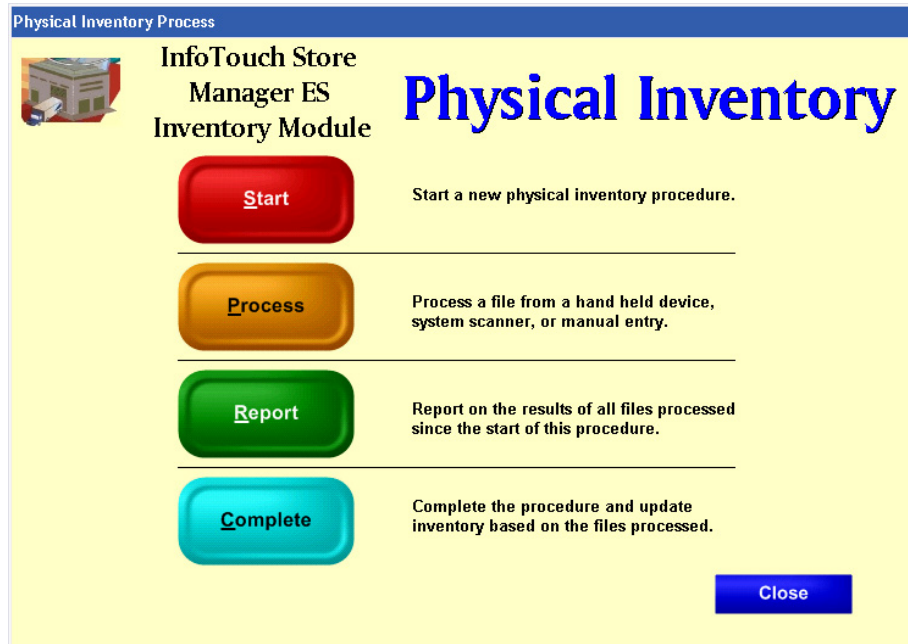 Physical Inventory Process
InfoTouch Store
Manager ES
Inventory Module
Physical Inventory
Start
Start a new physical inventory procedure.
Process
Process a file from a hand held device,
system scanner, or manual entry.
Report
Report on the results of all files processed
since the start of this procedure.
Complete
Complete the procedure and update
inventory based on the files processed.
Close